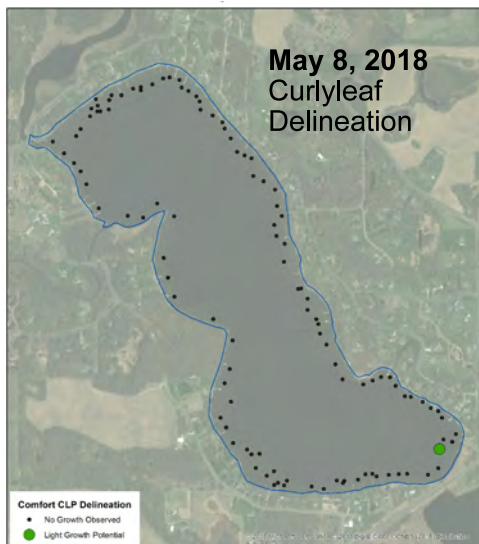 May 8, 2018
Curlyleaf
Delineation
Comfort CLP Delineation
No Growth Observed
Light Growth Potential